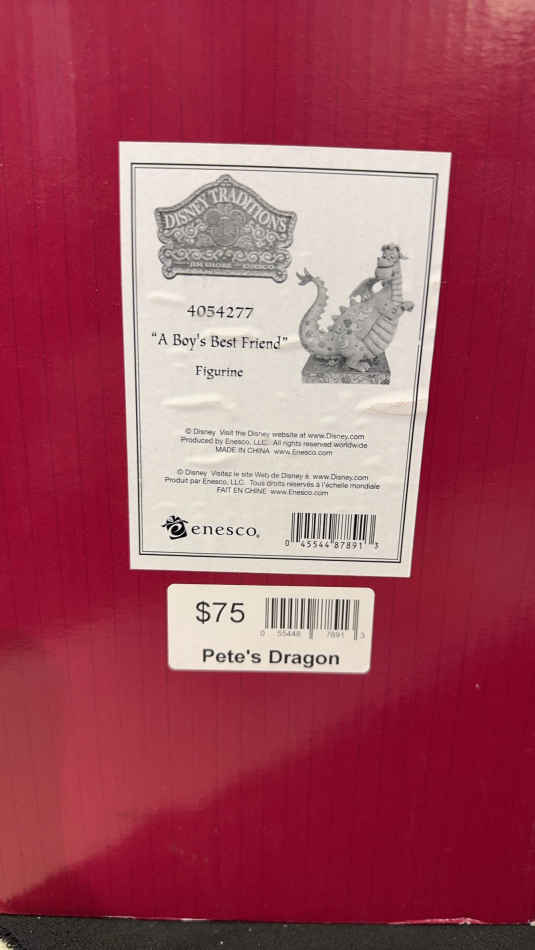 DISNEY TRADITIONS
JIM SHORE ENESCO
4054277
"A Boy's Best Friend"
Figurine
© Disney Visit the Disney website at www.Disney.com
Produced by Enesco, LLC. All rights reserved worldwide
MADE IN CHINA www.Enesco.com
© Disney Visitez le site Web de Disney à www.Disney.com
Produit par Enesco, LLC. Tous droits réservés à l'échelle mondiale
FAIT EN CHINE www.Enesco.com
enesco®
0 45544 87891 3
$75
0 55448 7891 3
Pete's Dragon